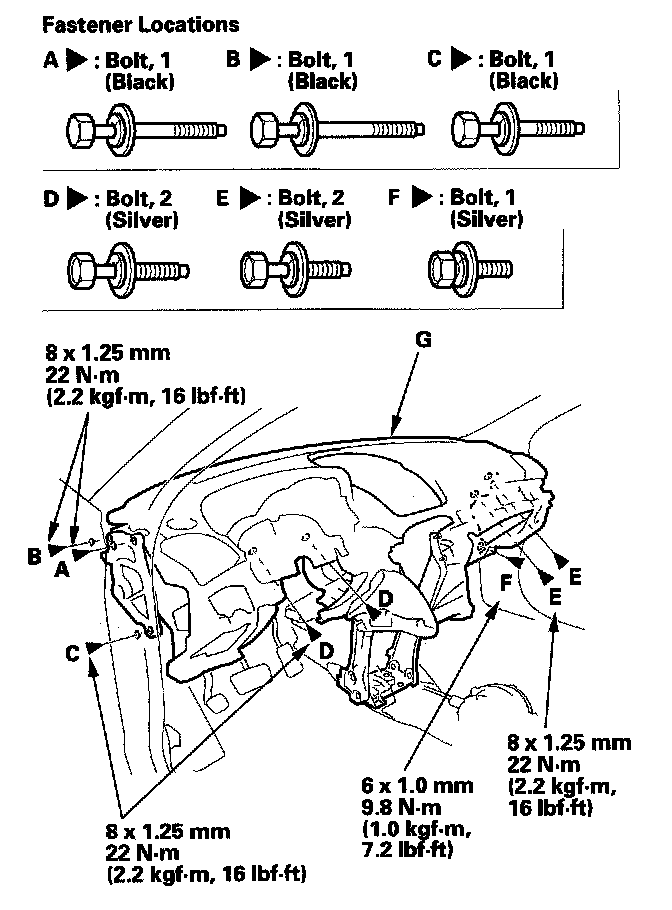 Fastener Locations
A ▶ : Bolt, 1
(Black)
B ▶ : Bolt, 1
(Black)
C ▶ : Bolt, 1
(Black)
D ▶ : Bolt, 2
(Silver)
E ▶ : Bolt, 2
(Silver)
F ▶ : Bolt, 1
(Silver)
8 x 1.25 mm
22 N·m
(2.2 kgf·m, 16 lbf·ft)
G
B
A
C
D
D
F
E
E
8 x 1.25 mm
22 N·m
(2.2 kgf·m,
16 lbf·ft)
6 x 1.0 mm
9.8 N·m
(1.0 kgf·m,
7.2 lbf·ft)
8 x 1.25 mm
22 N·m
(2.2 kgf·m, 16 lbf·ft)